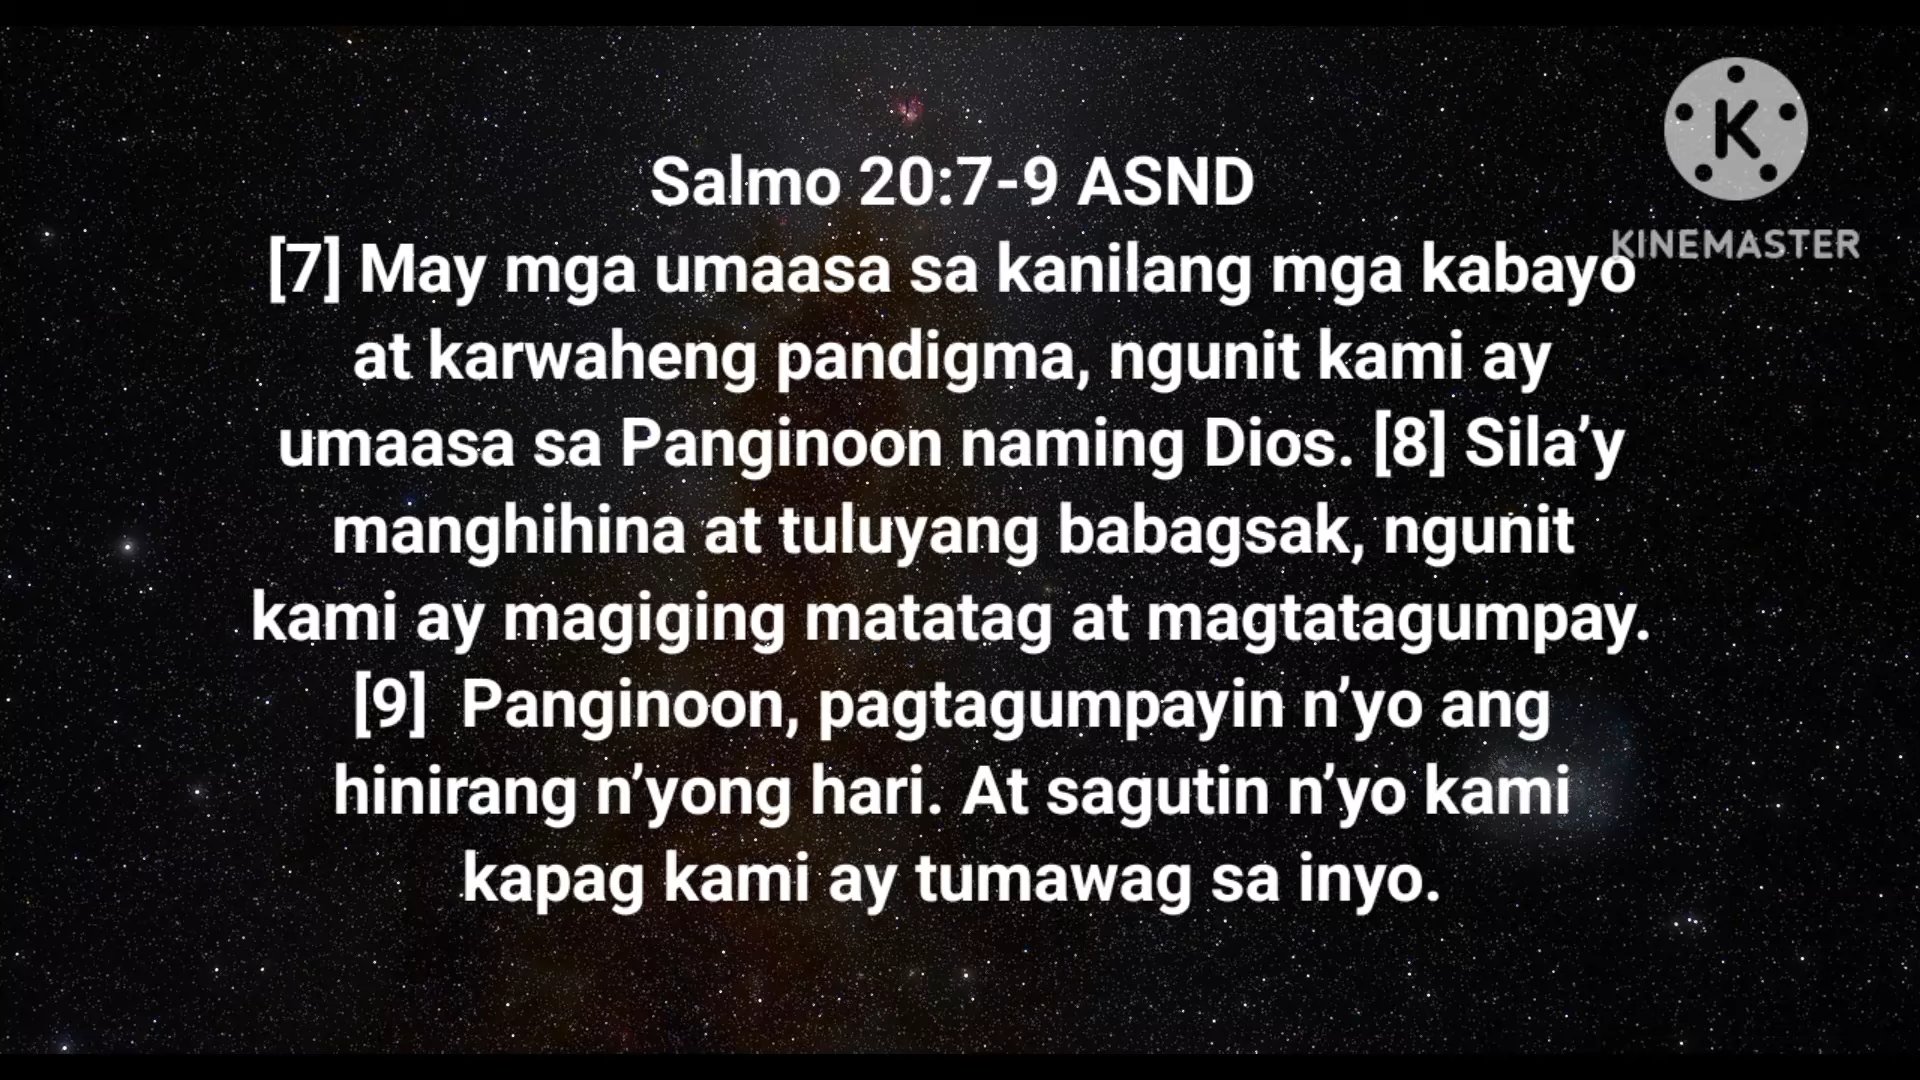 Salmo 20:7-9 ASND
[7] May mga umaasa sa kanilang mga kabayo
at karwaheng pandigma, ngunit kami ay
umaasa sa Panginoon naming Dios. [8] Sila’y
manghihina at tuluyang babagsak, ngunit
kami ay magiging matatag at magtatagumpay.
[9]  Panginoon, pagtagumpayin n’yo ang
hinirang n’yong hari. At sagutin n’yo kami
kapag kami ay tumawag sa inyo.
K
KINEMASTER